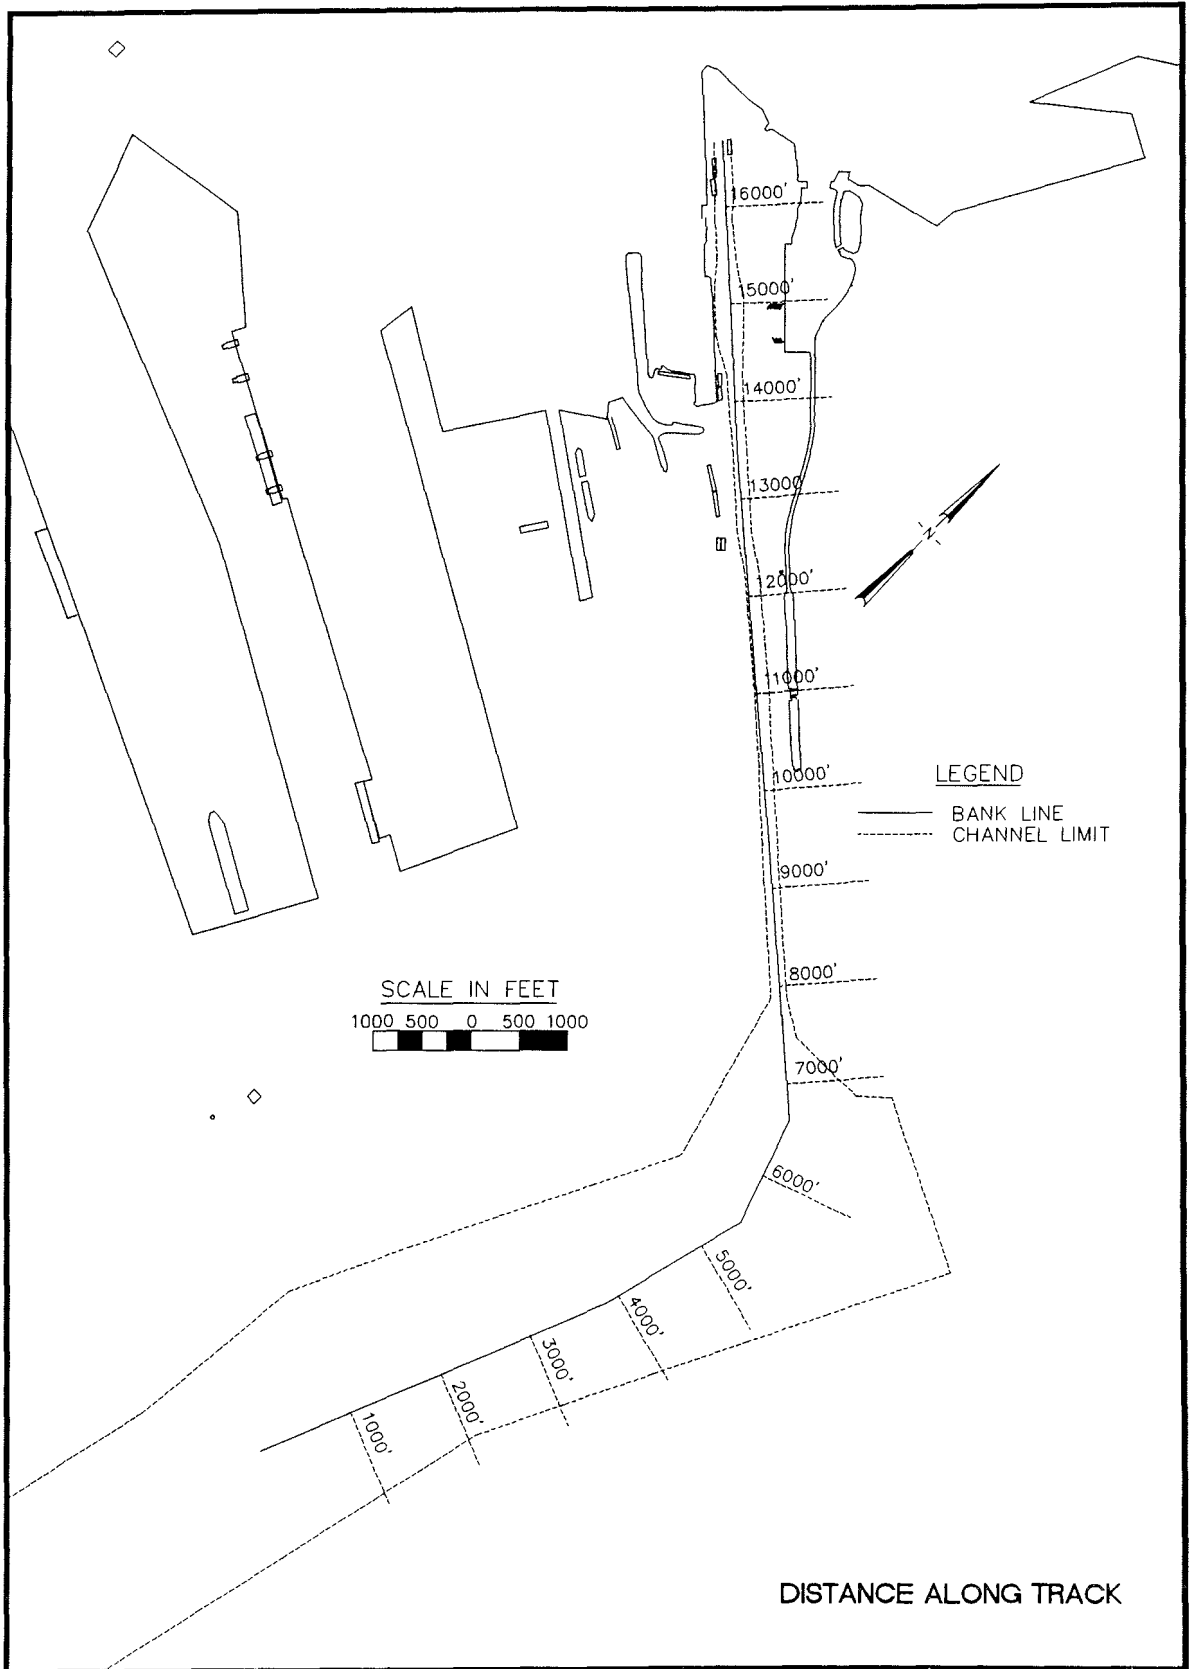 16000'
15000'
14000'
13000
12000'
11000'
10000'
9000'
8000'
7000'
6000'
5000'
4000'
3000'
2000'
1000'
N
LEGEND
BANK LINE
CHANNEL LIMIT
SCALE IN FEET
1000 500 0 500 1000
DISTANCE ALONG TRACK